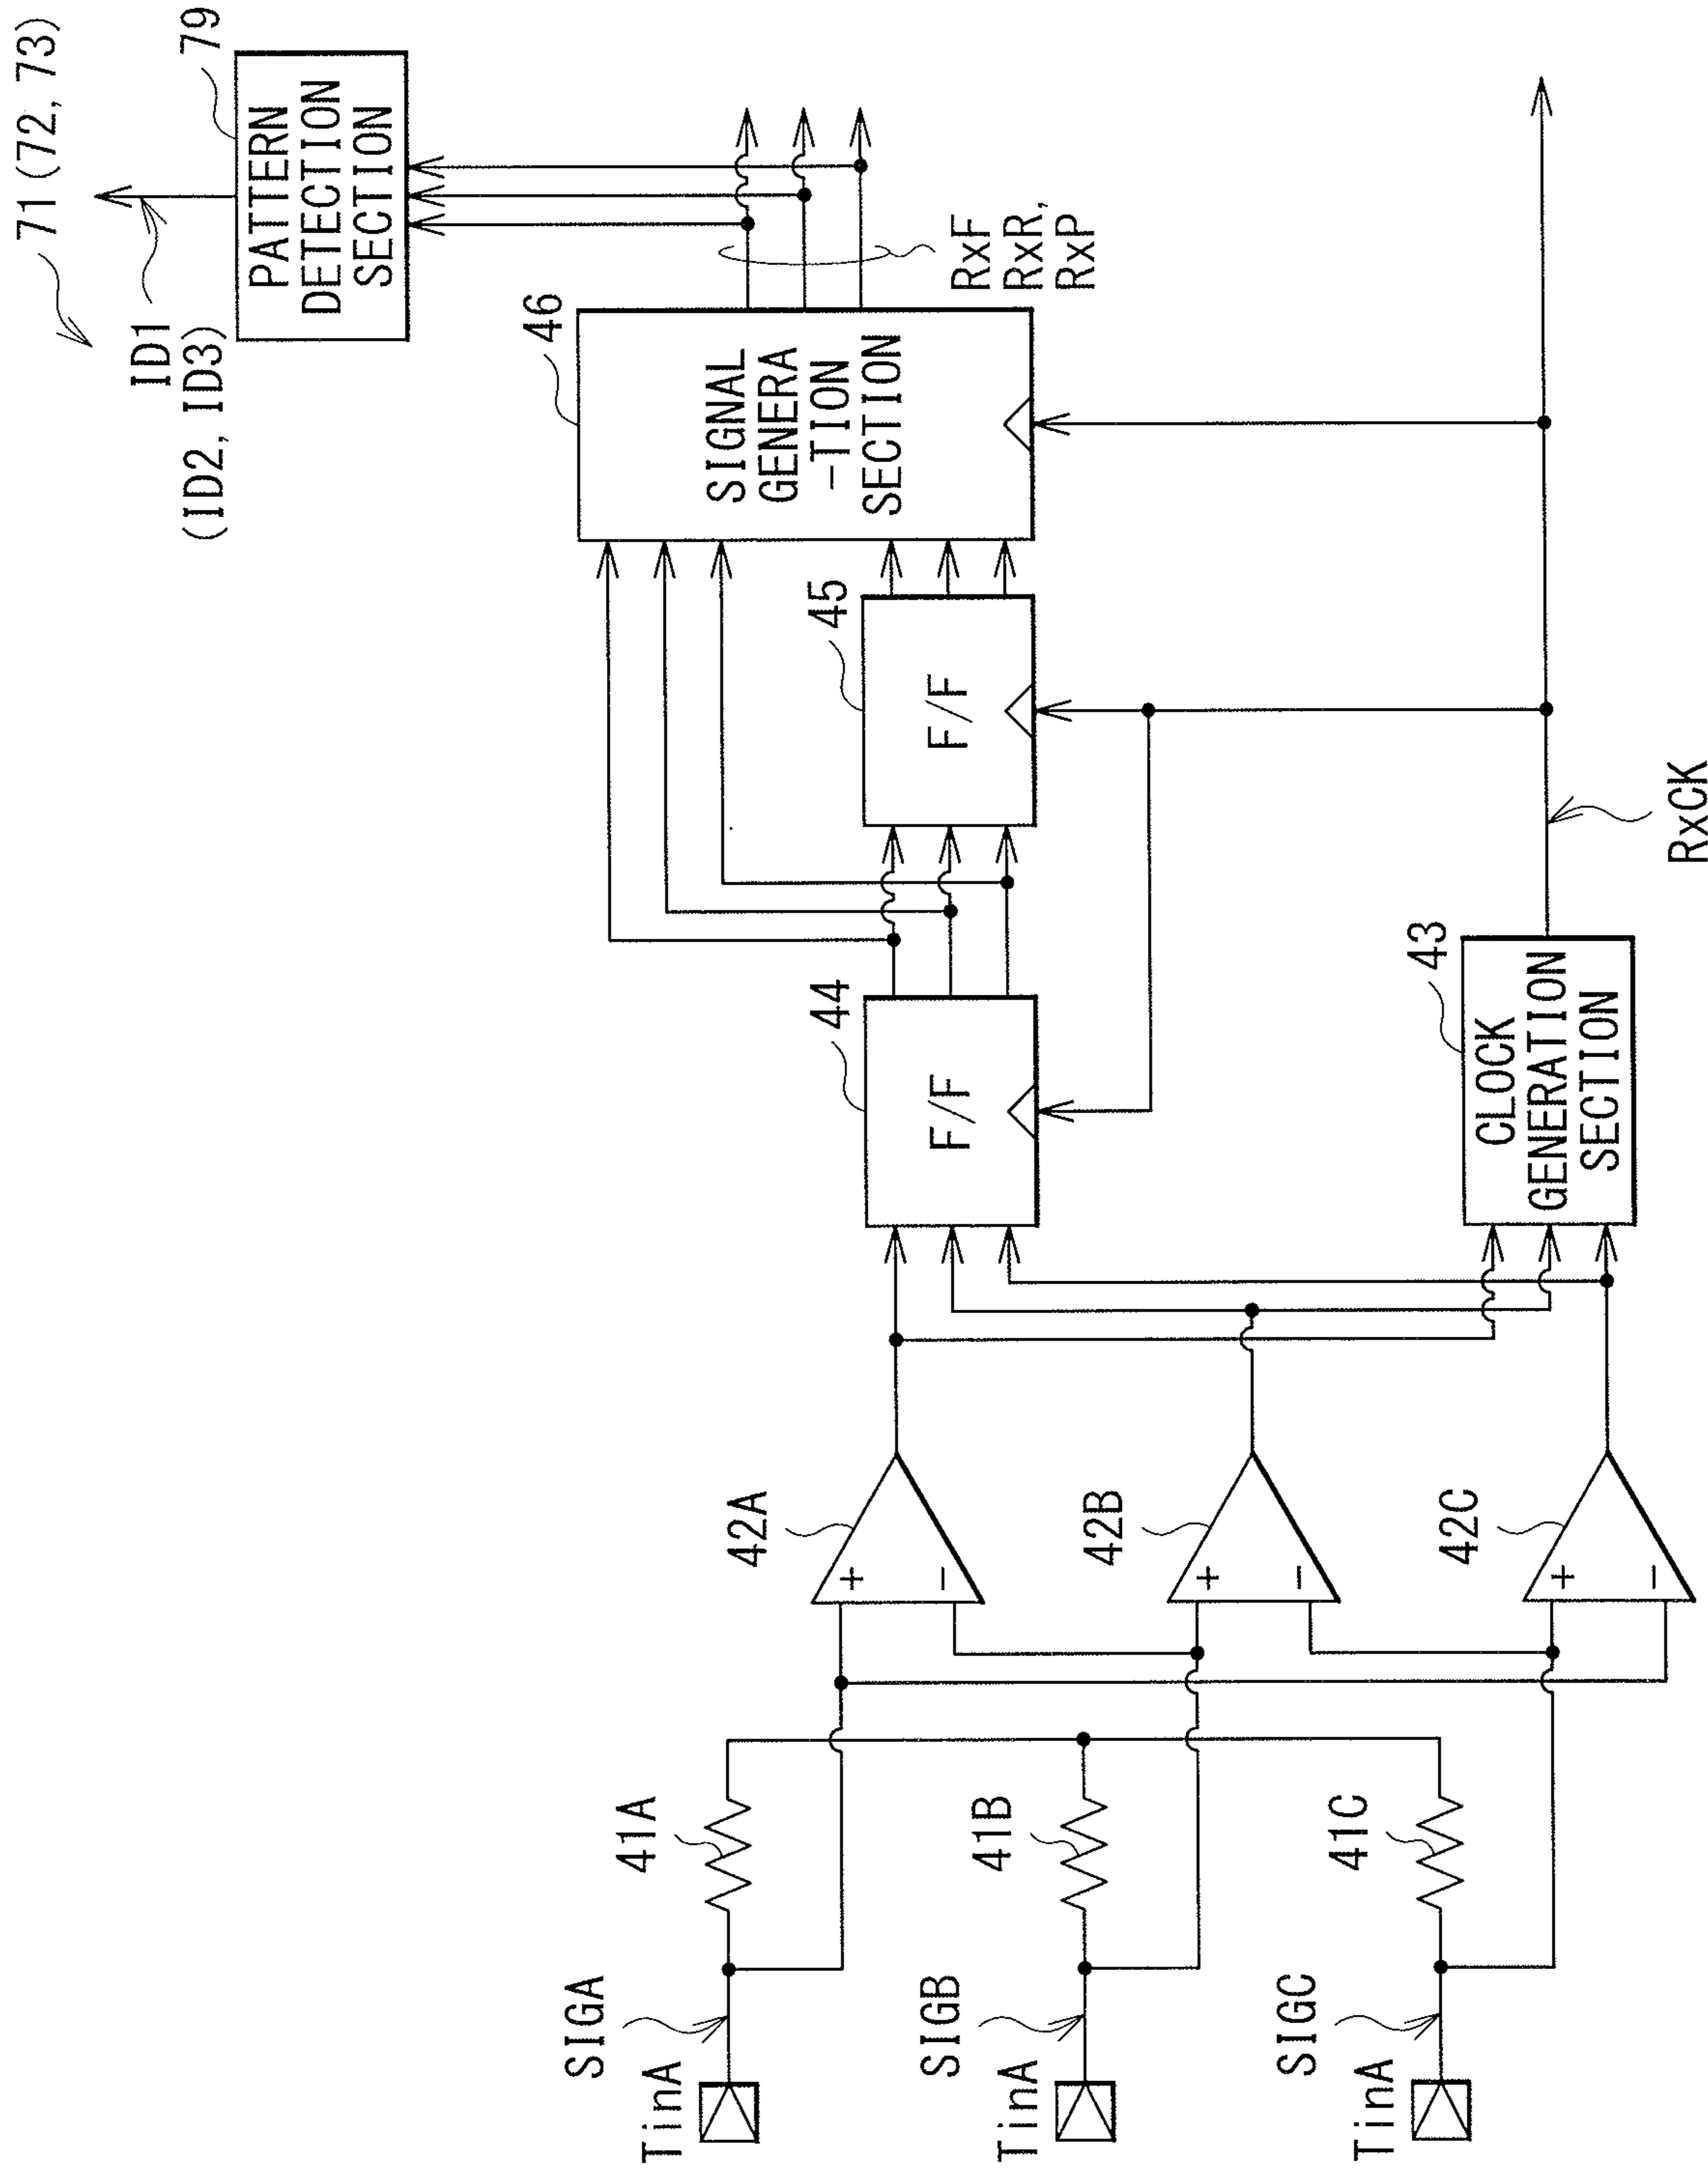 71 (72, 73)
ID1
(ID2, ID3)
79
PATTERN
DETECTION
SECTION
46
SIGNAL
GENERA
-TION
SECTION
RxF
RxR,
RxP
45
F/F
44
F/F
43
CLOCK
GENERATION
SECTION
RxCK
42A
+
-
42B
+
-
42C
+
-
41A
41B
41C
SIGA
TinA
SIGB
TinA
SIGC
TinA